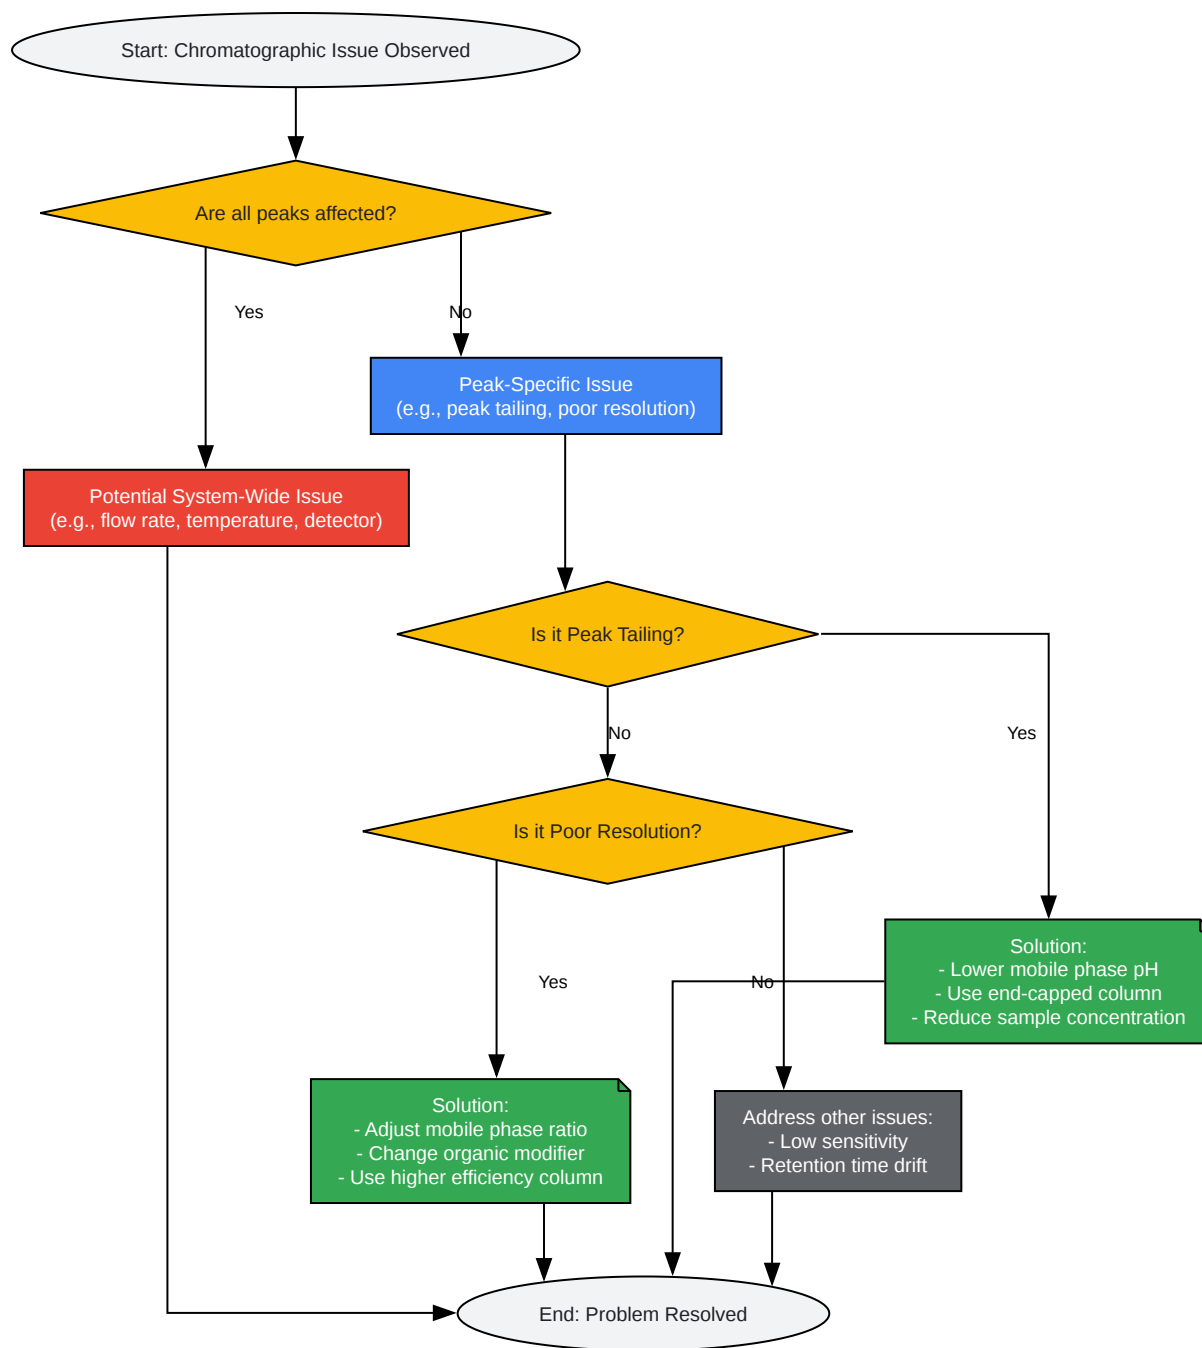 Start: Chromatographic Issue Observed
Are all peaks affected?
Yes
No
Peak-Specific Issue
(e.g., peak tailing, poor resolution)
Potential System-Wide Issue
(e.g., flow rate, temperature, detector)
Is it Peak Tailing?
No
Yes
Is it Poor Resolution?
Solution:
- Lower mobile phase pH
- Use end-capped column
- Reduce sample concentration
Yes
No
Solution:
- Adjust mobile phase ratio
- Change organic modifier
- Use higher efficiency column
Address other issues:
- Low sensitivity
- Retention time drift
End: Problem Resolved